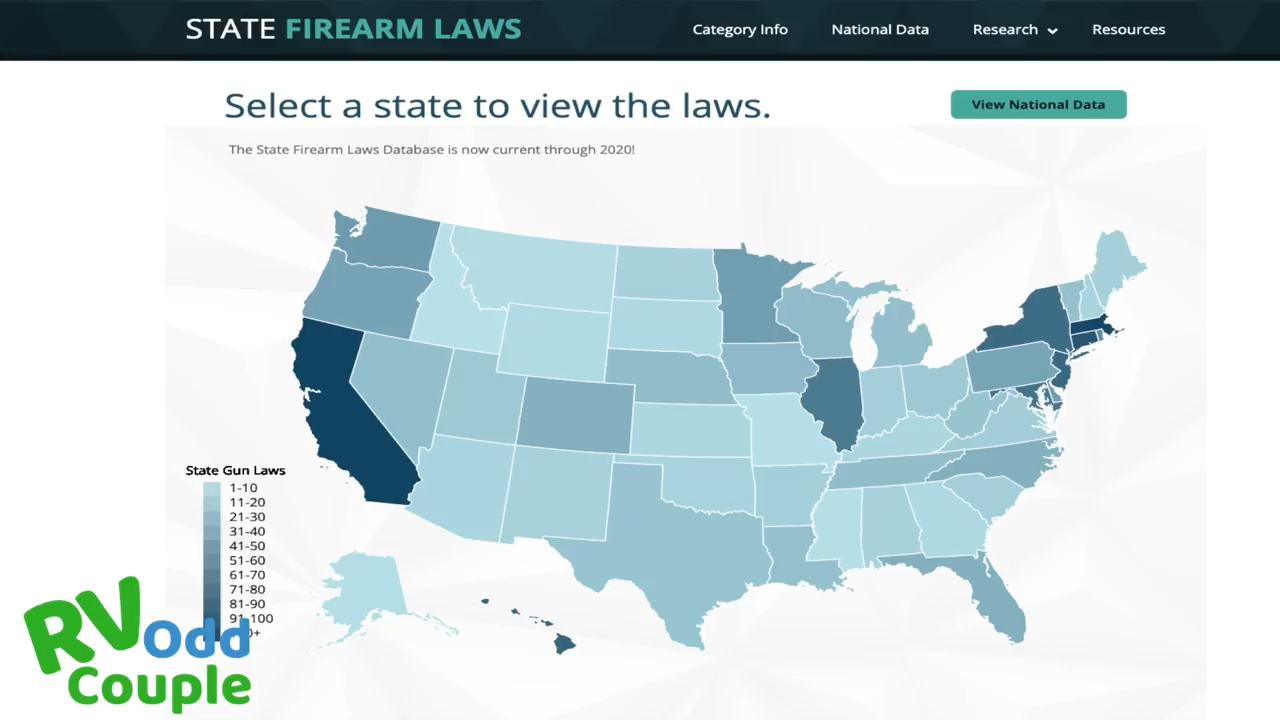 STATE FIREARM LAWS
Category Info National Data Research Resources
Select a state to view the laws.
View National Data
The State Firearm Laws Database is now current through 2020!
State Gun Laws
1-10
11-20
21-30
31-40
41-50
51-60
61-70
71-80
81-90
91-100
RV Odd
Couple